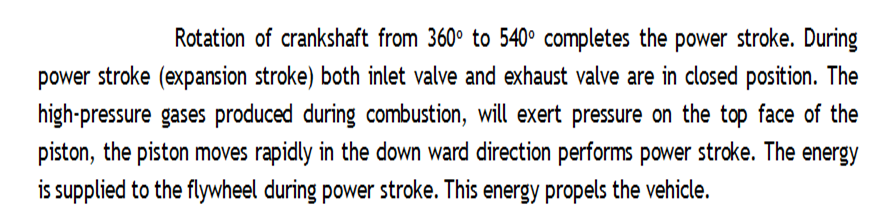 Rotation of crankshaft from 360º to 540º completes the power stroke. During
power stroke (expansion stroke) both inlet valve and exhaust valve are in closed position. The
high-pressure gases produced during combustion, will exert pressure on the top face of the
piston, the piston moves rapidly in the down ward direction performs power stroke. The energy
is supplied to the flywheel during power stroke. This energy propels the vehicle.